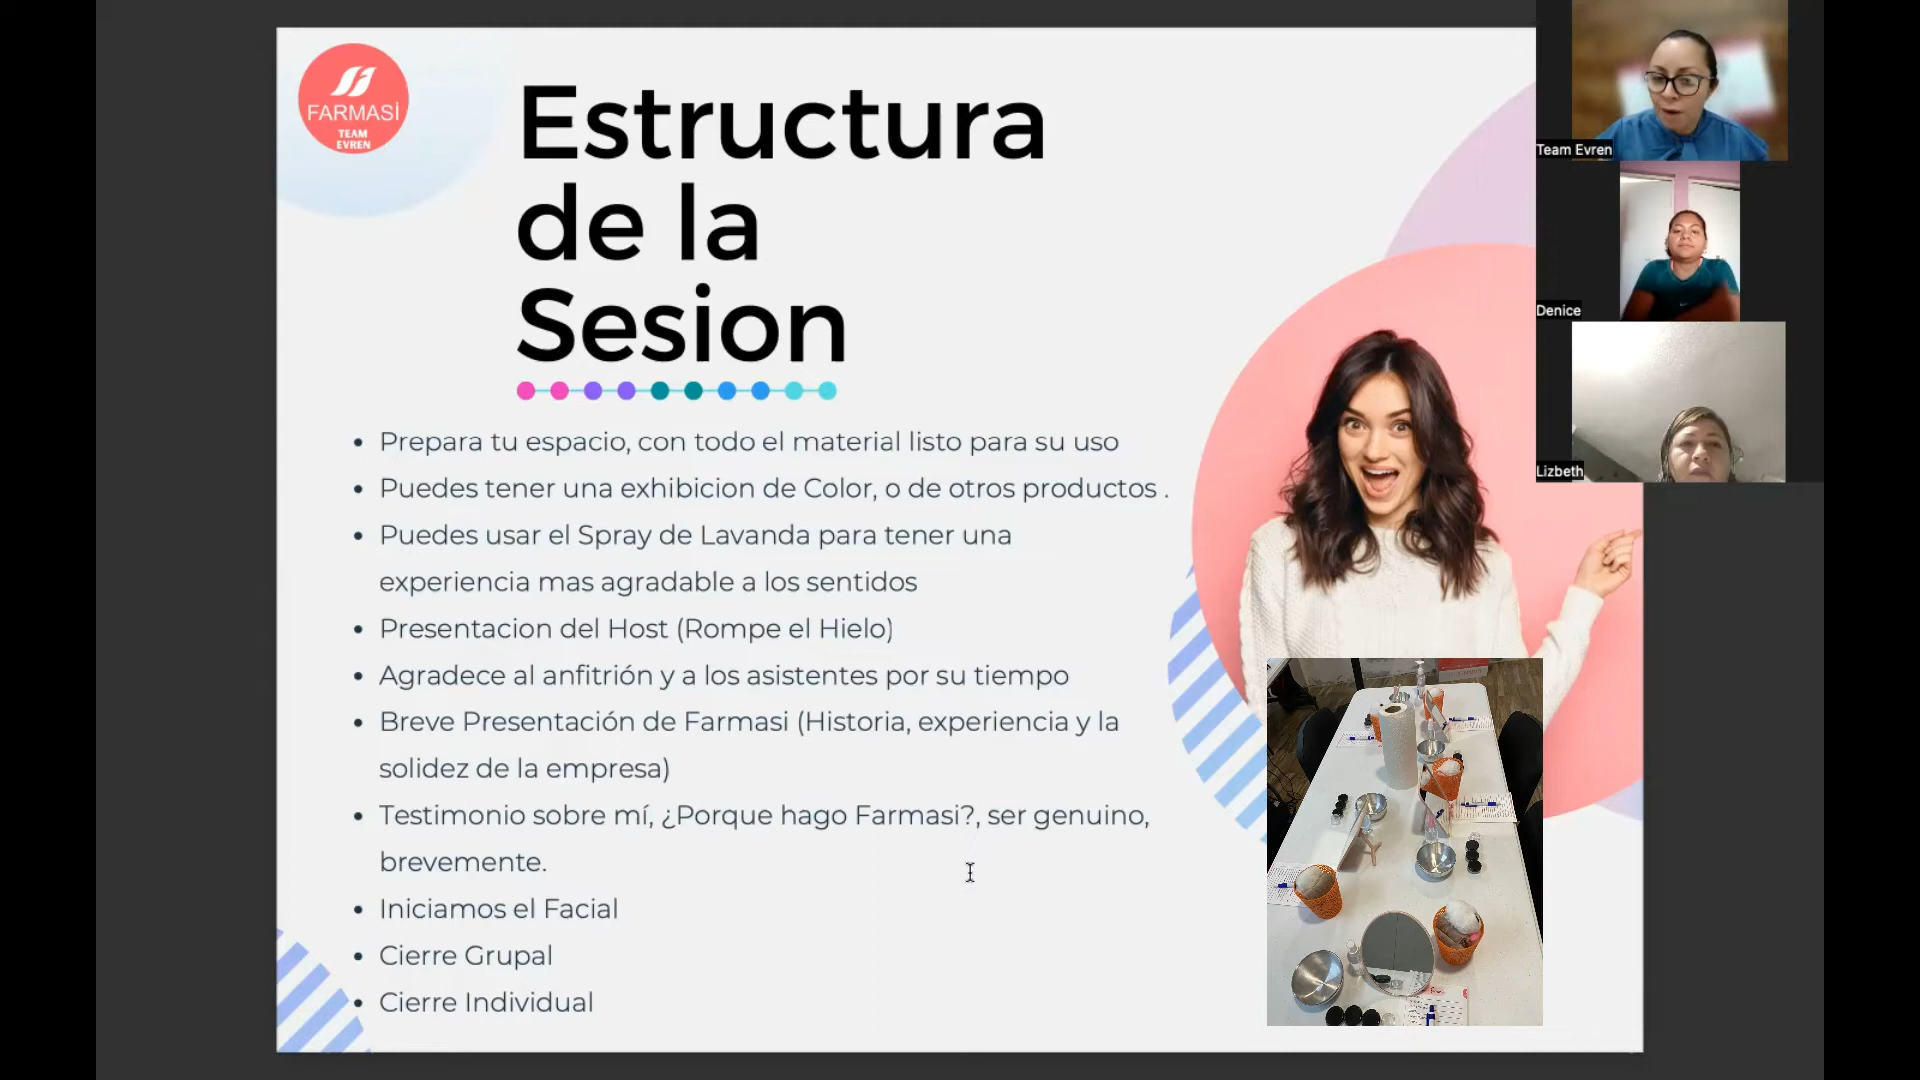 FARMASİ
TEAM
EVREN
Estructura
de la
Sesion
• Prepara tu espacio, con todo el material listo para su uso
• Puedes tener una exhibicion de Color, o de otros productos .
• Puedes usar el Spray de Lavanda para tener una
experiencia mas agradable a los sentidos
• Presentacion del Host (Rompe el Hielo)
• Agradece al anfitrión y a los asistentes por su tiempo
• Breve Presentación de Farmasi (Historia, experiencia y la
solidez de la empresa)
• Testimonio sobre mí, ¿Porque hago Farmasi?, ser genuino,
brevemente.
• Iniciamos el Facial
• Cierre Grupal
• Cierre Individual
Team Evren
Denice
Lizbeth